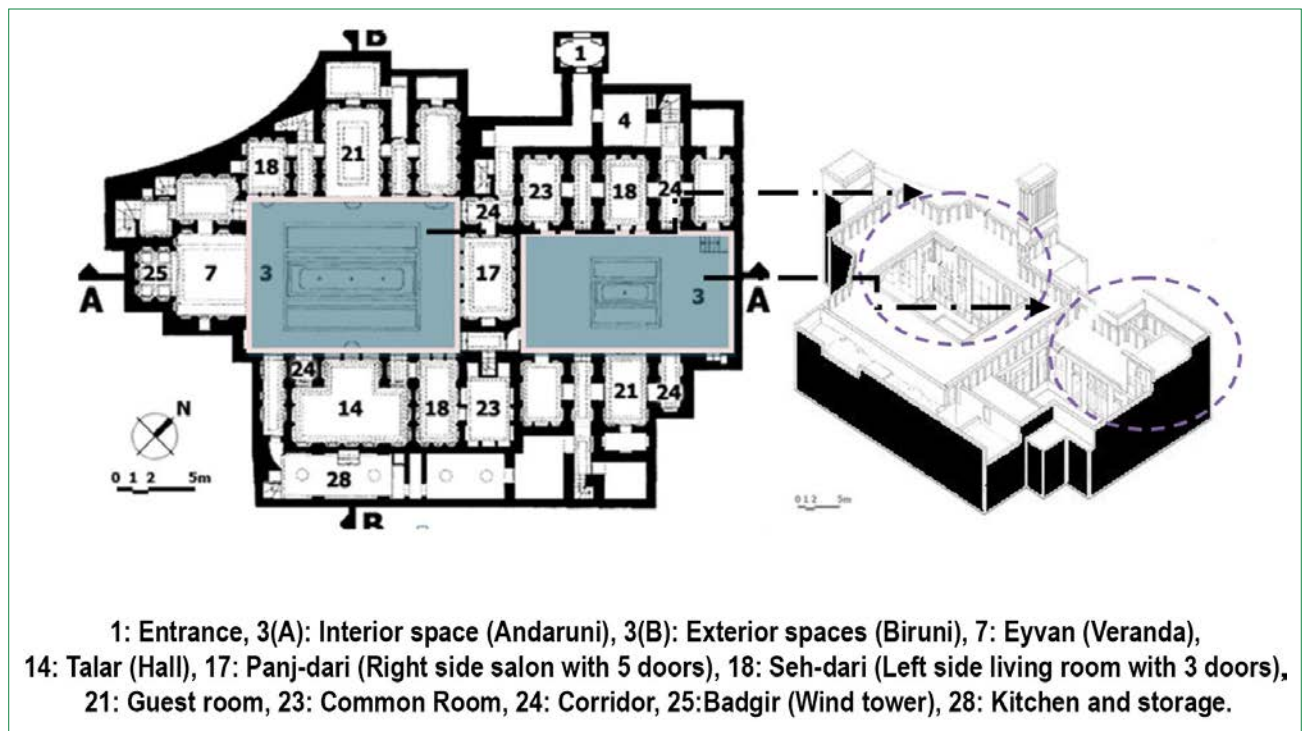 B
1
4
21
18
23
18
24
24
25
7
3
17
3
A
A
24
14
18
23
21
24
N
0 1 2 5m
28
B
0 1 2 5m
1: Entrance, 3(A): Interior space (Andaruni), 3(B): Exterior spaces (Biruni), 7: Eyvan (Veranda),
14: Talar (Hall), 17: Panj-dari (Right side salon with 5 doors), 18: Seh-dari (Left side living room with 3 doors),
21: Guest room, 23: Common Room, 24: Corridor, 25:Badgir (Wind tower), 28: Kitchen and storage.